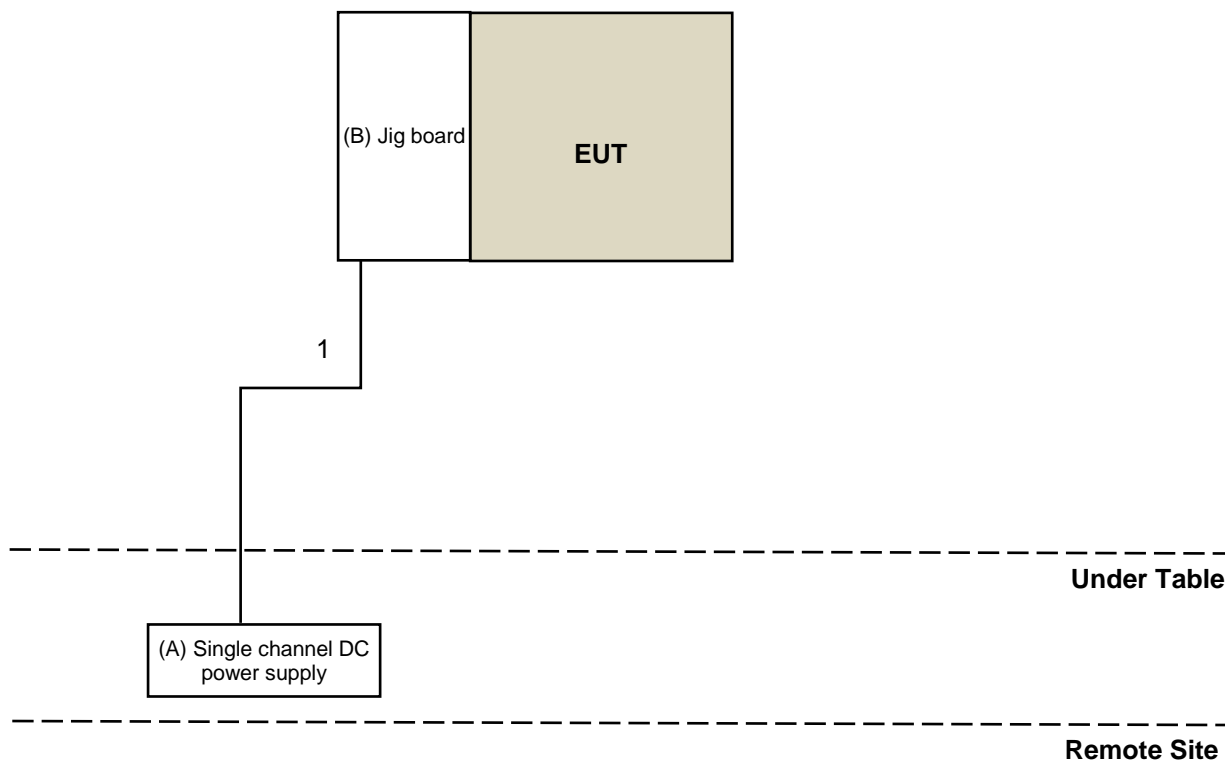 (B) Jig board
EUT
1
Under Table
(A) Single channel DC
power supply
Remote Site